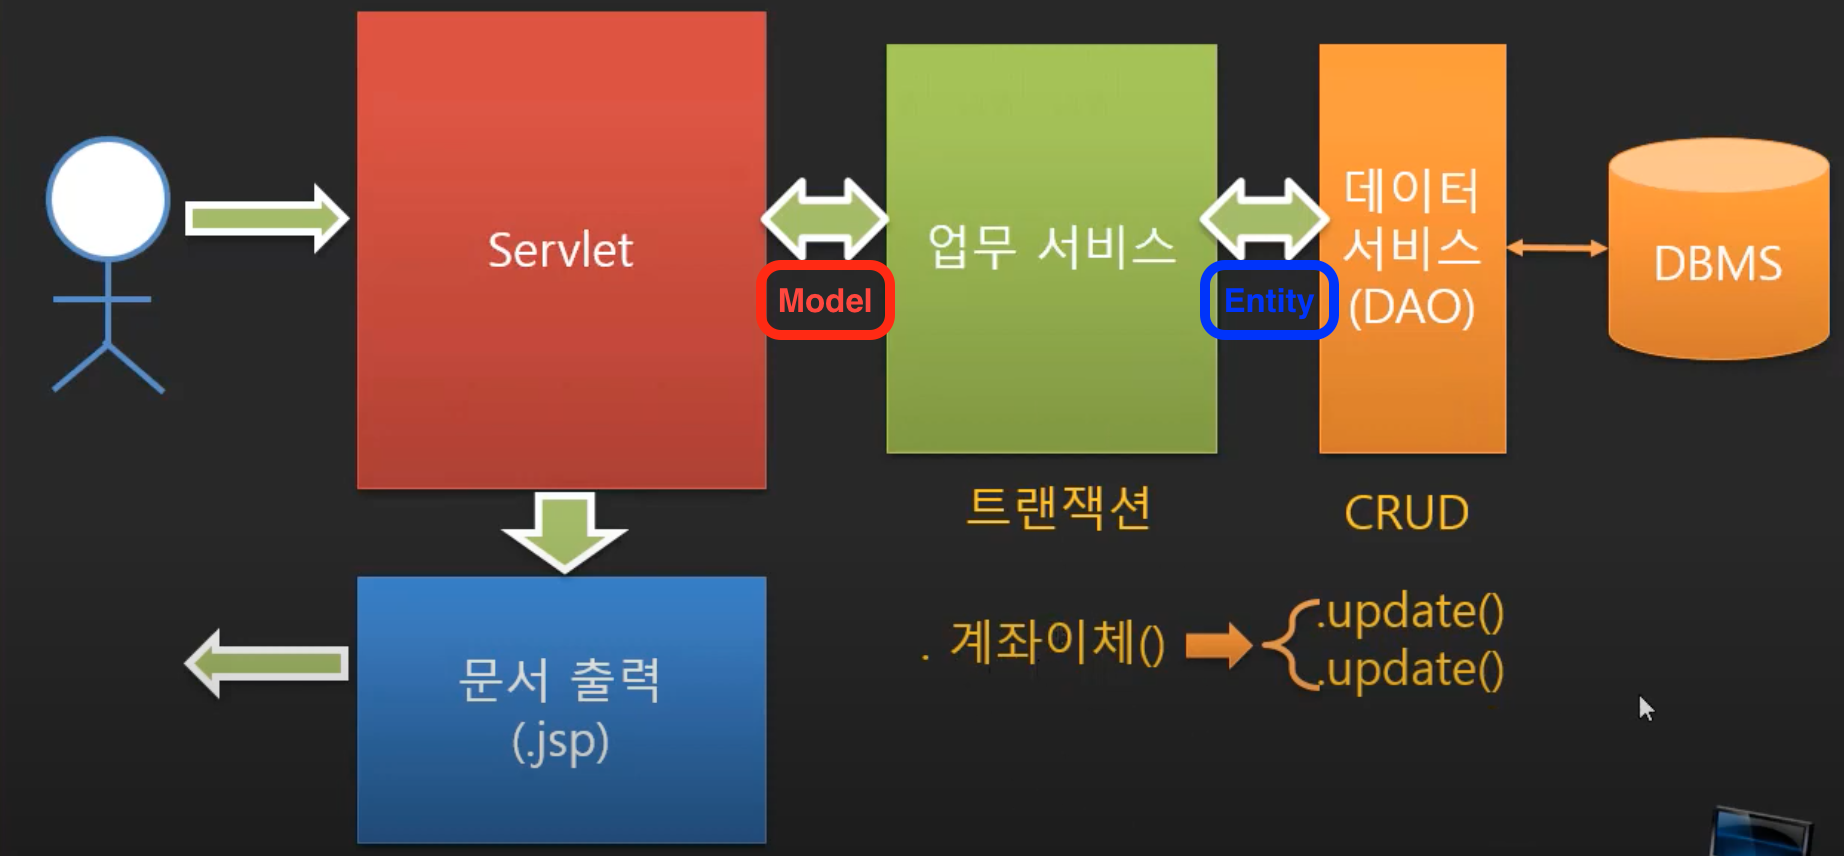 Servlet
Model
업무 서비스
Entity
데이터
서비스
(DAO)
DBMS
트랜잭션
CRUD
. 계좌이체()
.update()
.update()
문서 출력
(.jsp)